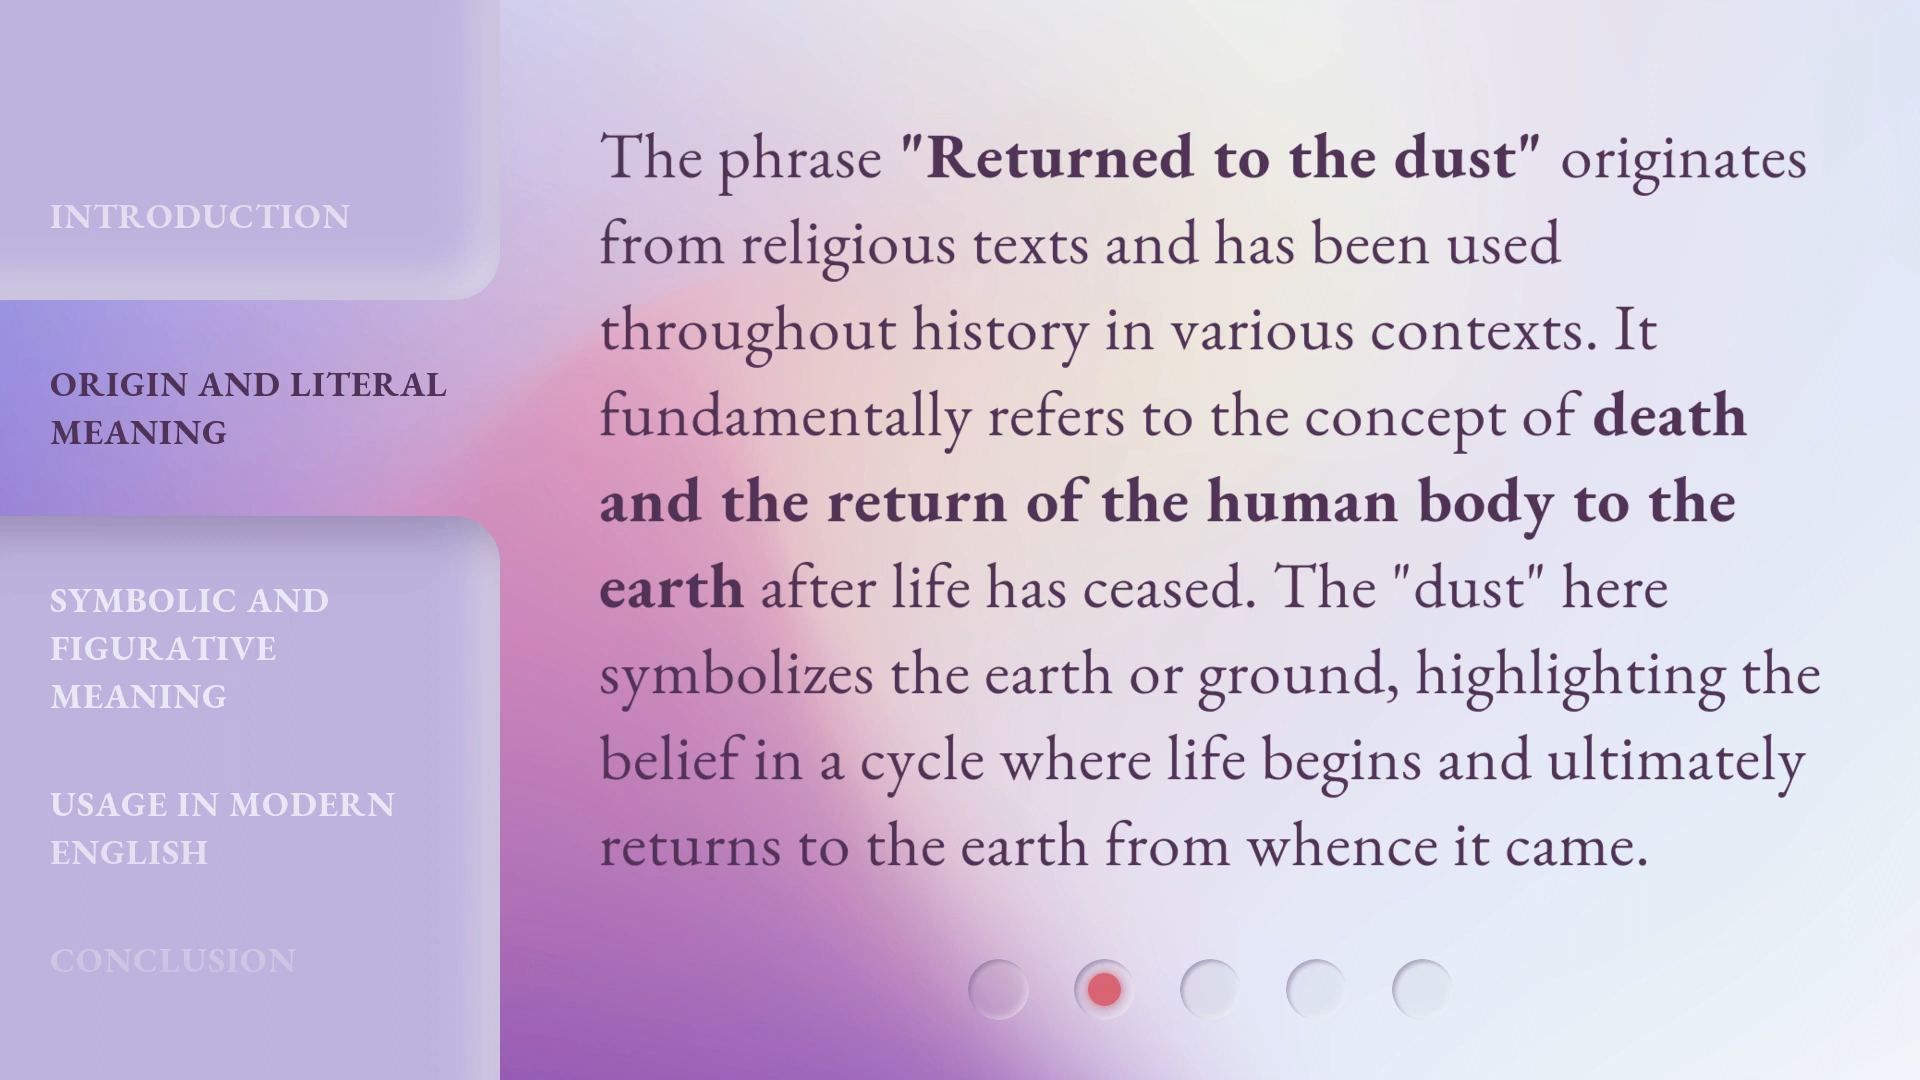 INTRODUCTION
ORIGIN AND LITERAL
MEANING
SYMBOLIC AND
FIGURATIVE
MEANING
USAGE IN MODERN
ENGLISH
CONCLUSION
The phrase "Returned to the dust" originates
from religious texts and has been used
throughout history in various contexts. It
fundamentally refers to the concept of death
and the return of the human body to the
earth after life has ceased. The "dust" here
symbolizes the earth or ground, highlighting the
belief in a cycle where life begins and ultimately
returns to the earth from whence it came.